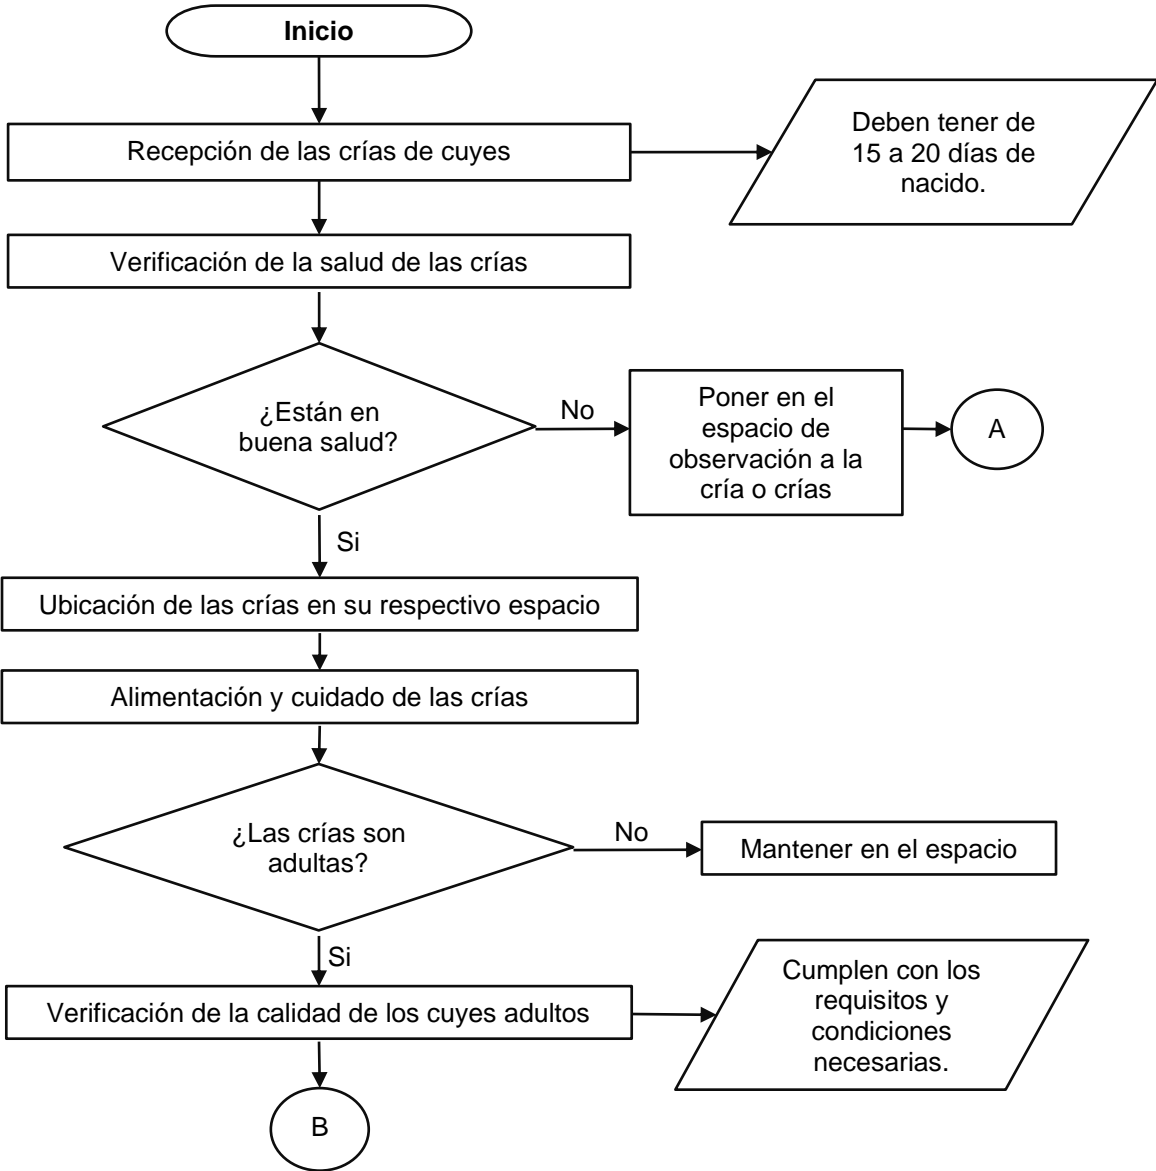 Inicio
Recepción de las crías de cuyes
Deben tener de
15 a 20 días de
nacido.
Verificación de la salud de las crías
¿Están en
buena salud?
No
Poner en el
espacio de
observación a la
cría o crías
A
Si
Ubicación de las crías en su respectivo espacio
Alimentación y cuidado de las crías
¿Las crías son
adultas?
No
Mantener en el espacio
Si
Verificación de la calidad de los cuyes adultos
Cumplen con los
requisitos y
condiciones
necesarias.
B